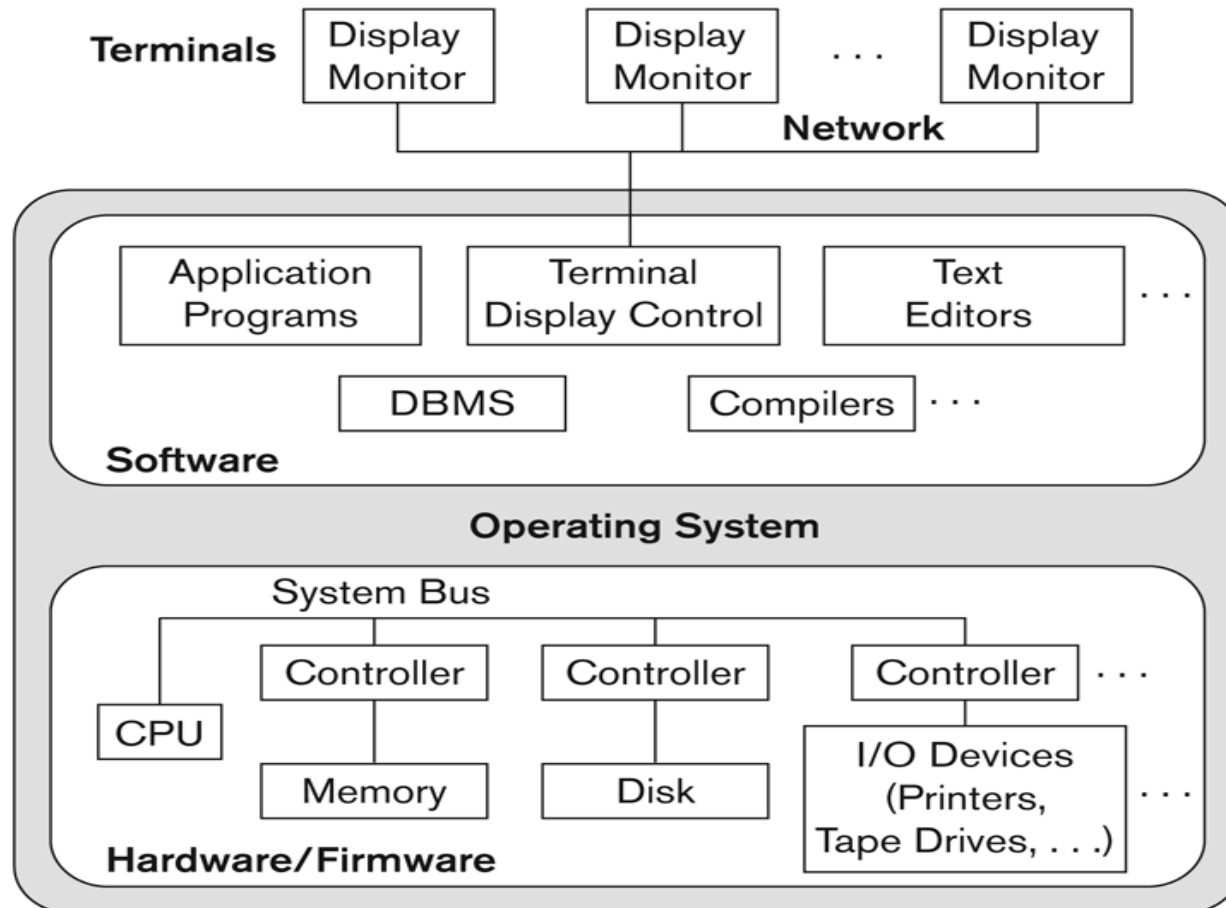 Terminals
Display
Monitor
Display
Monitor
. . .
Display
Monitor
Network
Application
Programs
Terminal
Display Control
Text
Editors
. . .
DBMS
Compilers
. . .
Software
Operating System
System Bus
Controller
Controller
Controller
. . .
CPU
Memory
Disk
I/O Devices
(Printers,
Tape Drives, . . .)
. . .
Hardware/Firmware